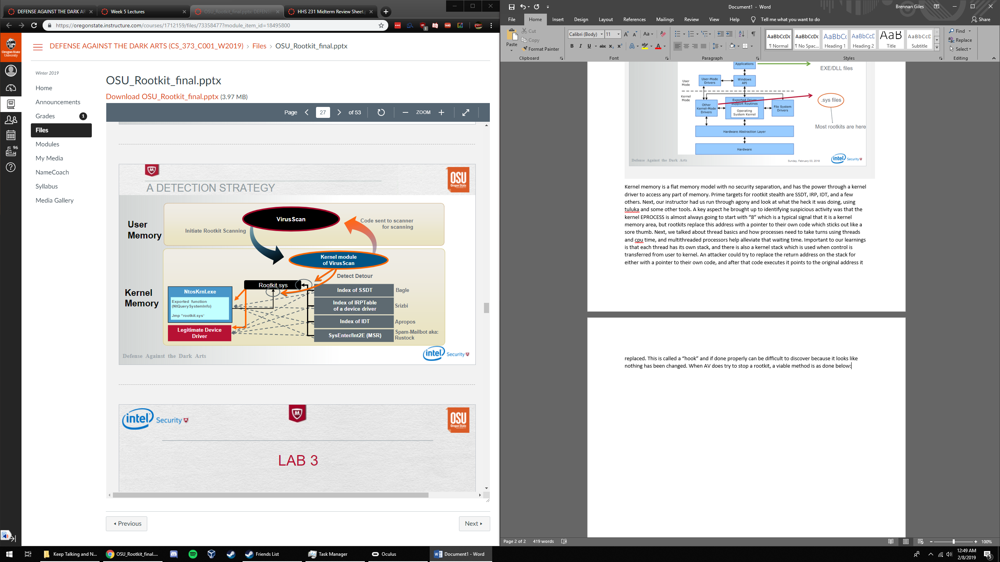 DEFENSE AGAINST THE DARK AR
Week 5 Lectures
OSU_Rootkit_final.pptx: DEFENS
HHS 231 Midterm Review Sheet.p
https://oregonstate.instructure.com/courses/1712159/files/73358477?module_item_id=18495800
1
1440
Oregon State
University
DEFENSE AGAINST THE DARK ARTS (CS_373_C001_W2019) › Files › OSU_Rootkit_final.pptx
Winter 2019
Home
Announcements
Grades 1
Files
Modules
My Media
NameCoach
Syllabus
Media Gallery
96
OSU_Rootkit_final.pptx
Download OSU_Rootkit_final.pptx (3.97 MB)
Page 27 of 53 ZOOM
A DETECTION STRATEGY
OSU
Oregon State
UNIVERSITY
User
Memory
VirusScan
Initiate Rootkit Scanning
Code sent to scanner
for scanning
Kernel module
of VirusScan
Detect Detour
Kernel
Memory
Rootkit.sys
NtosKrnl.exe
Exported function
(NtQuerySystemInfo)
Jmp “rootkit.sys”
Legitimate Device
Driver
Index of SSDT
Bagle
Index of IRPTable
of a device driver
Srizbi
Index of IDT
Apropos
SysEnter/Int2E (MSR)
Spam-Mailbot aka:
Rustock
Defense Against the Dark Arts
intel Security
intel Security
OSU
Oregon State
UNIVERSITY
LAB 3
Previous
Next
Document1 - Word
Brennan Giles
File Home Insert Design Layout References Mailings Review View Help Tell me what you want to do Share
Paste
Cut
Copy
Format Painter
Clipboard
Calibri (Body) 11
Aa
B I U abc x₂ x²
Font
Paragraph
AaBbCcDc
¶ Normal
AaBbCcDc
¶ No Spac...
AaBbC
Heading 1
AaBbCcE
Heading 2
AaB
Title
AaBbCcD
Subtitle
Styles
Find
Replace
Select
Editing
Applications
EXE/DLL files
User
Mode
User-Mode
Drivers
Windows
API
Kernel
Mode
Other
Kernel-Mode
Drivers
Exported Driver
Support Routines
Operating
System Kernel
File System
Drivers
.sys files
Most rootkits are here
Hardware Abstraction Layer
Hardware
Defense Against the Dark Arts
Sunday, February 03, 2019
intel Security
Kernel memory is a flat memory model with no security separation, and has the power through a kernel
driver to access any part of memory. Prime targets for rootkit stealth are SSDT, IRP, IDT, and a few
others. Next, our instructor had us run through agony and look at what the heck it was doing, using
tuluka and some other tools. A key aspect he brought up to identifying suspicious activity was that the
kernel EPROCESS is almost always going to start with “8” which is a typical signal that it is a kernel
memory area, but rootkits replace this address with a pointer to their own code which sticks out like a
sore thumb. Next, we talked about thread basics and how processes need to take turns using threads
and cpu time, and multithreaded processors help alleviate that waiting time. Important to our learnings
is that each thread has its own stack, and there is also a kernel stack which is used when control is
transferred from user to kernel. An attacker could try to replace the return address on the stack for
either with a pointer to their own code, and after that code executes it points to the original address it
replaced. This is called a “hook” and if done properly can be difficult to discover because it looks like
nothing has been changed. When AV does try to stop a rootkit, a viable method is as done below:
Page 2 of 2 419 words
100%
Keep Talking and N...
OSU_Rootkit_final....
Friends List
Task Manager
Oculus
Document1 - Word
12:49 AM
2/8/2019
5